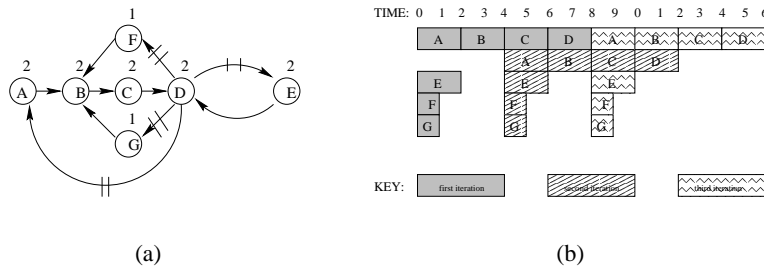 1
F
2 2 2 2 2
A B C D E
1
G
(a)
TIME: 0 1 2 3 4 5 6 7 8 9 0 1 2 3 4 5 6
A B C D A B C D
A B C D
E E E
F F F
G G G
KEY: first iteration second iteration third iteration
(b)